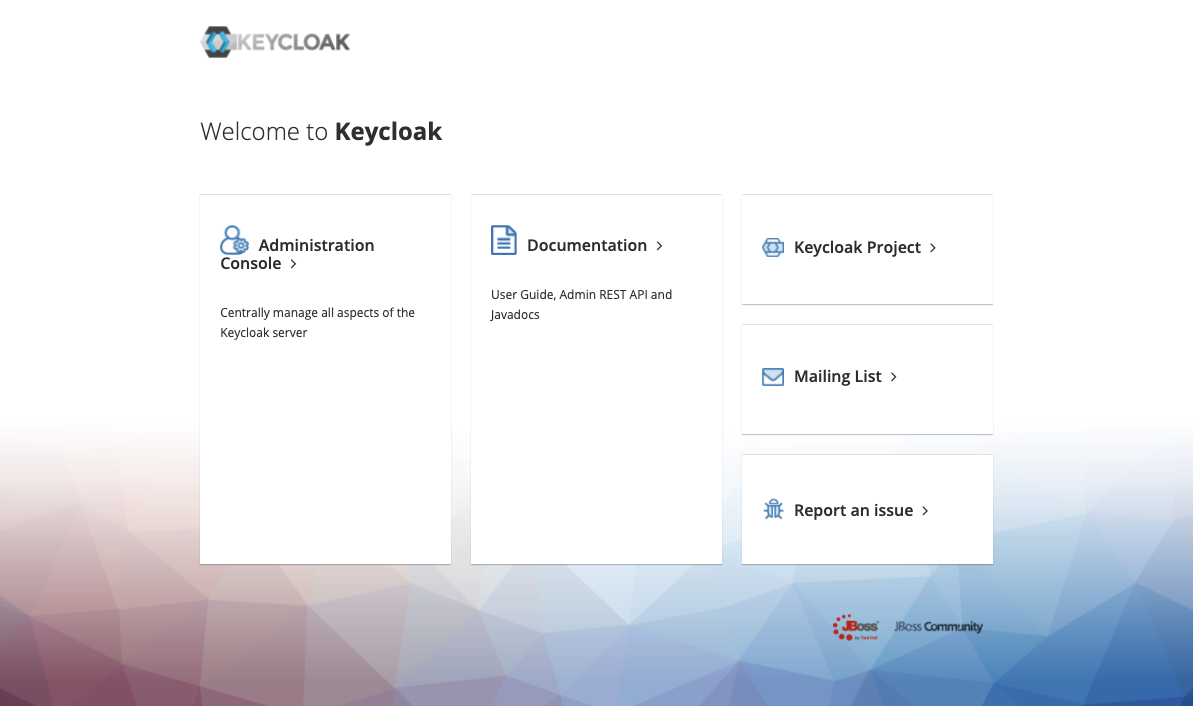 KEYCLOAK
Welcome to Keycloak
Administration
Console
Centrally manage all aspects of the
Keycloak server
Documentation
User Guide, Admin REST API and
Javadocs
Keycloak Project
Mailing List
Report an issue
JBoss
by Red Hat
JBoss Community